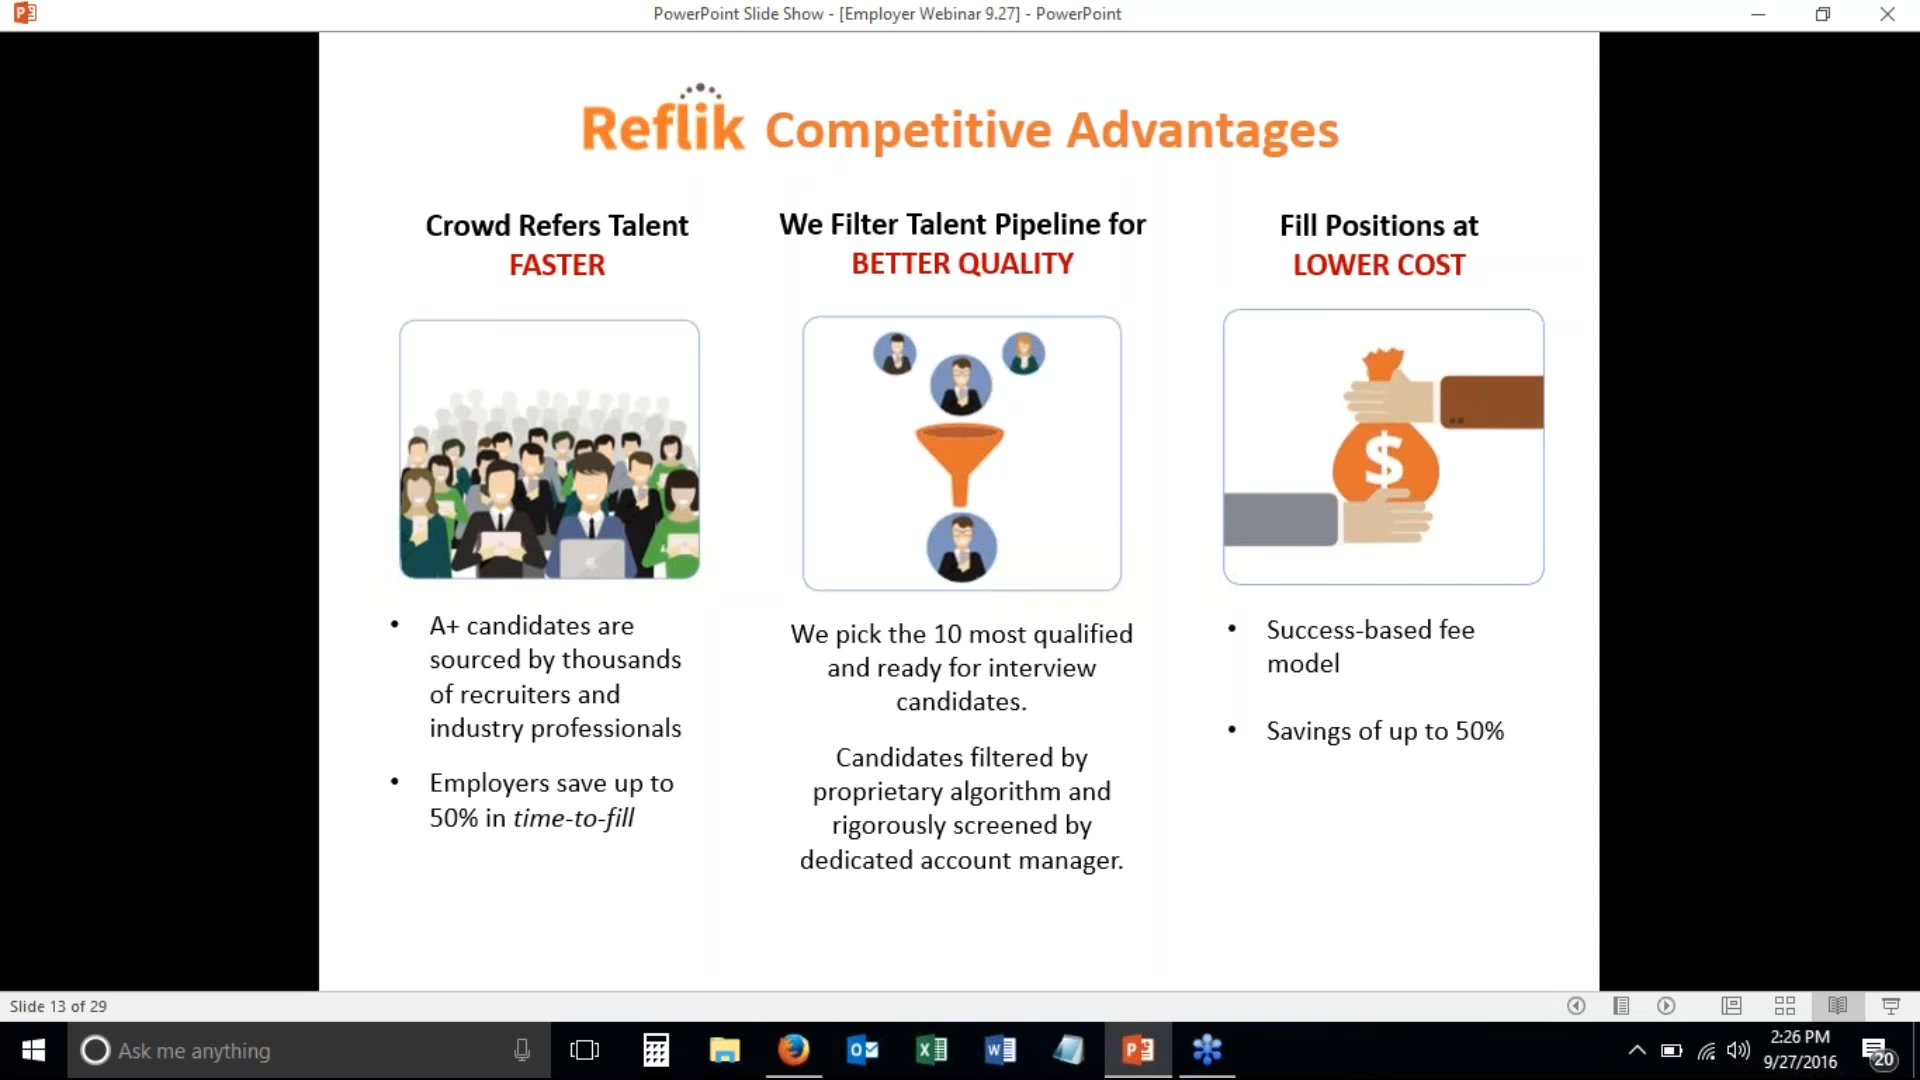 PowerPoint Slide Show - [Employer Webinar 9.27] - PowerPoint
Reflik Competitive Advantages
Crowd Refers Talent
FASTER
We Filter Talent Pipeline for
BETTER QUALITY
Fill Positions at
LOWER COST
$
• A+ candidates are
sourced by thousands
of recruiters and
industry professionals
• Employers save up to
50% in time-to-fill
We pick the 10 most qualified
and ready for interview
candidates.
Candidates filtered by
proprietary algorithm and
rigorously screened by
dedicated account manager.
• Success-based fee
model
• Savings of up to 50%
Slide 13 of 29
Ask me anything
2:26 PM
9/27/2016
20